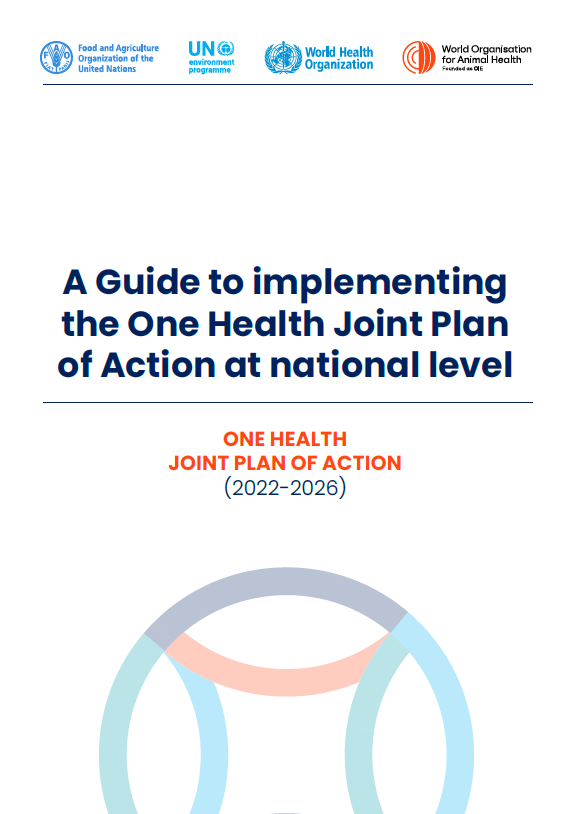 Food and Agriculture
Organization of the
United Nations
UN
environment
programme
World Health
Organization
World Organisation
for Animal Health
Founded as OIE
A Guide to implementing
the One Health Joint Plan
of Action at national level
ONE HEALTH
JOINT PLAN OF ACTION
(2022-2026)